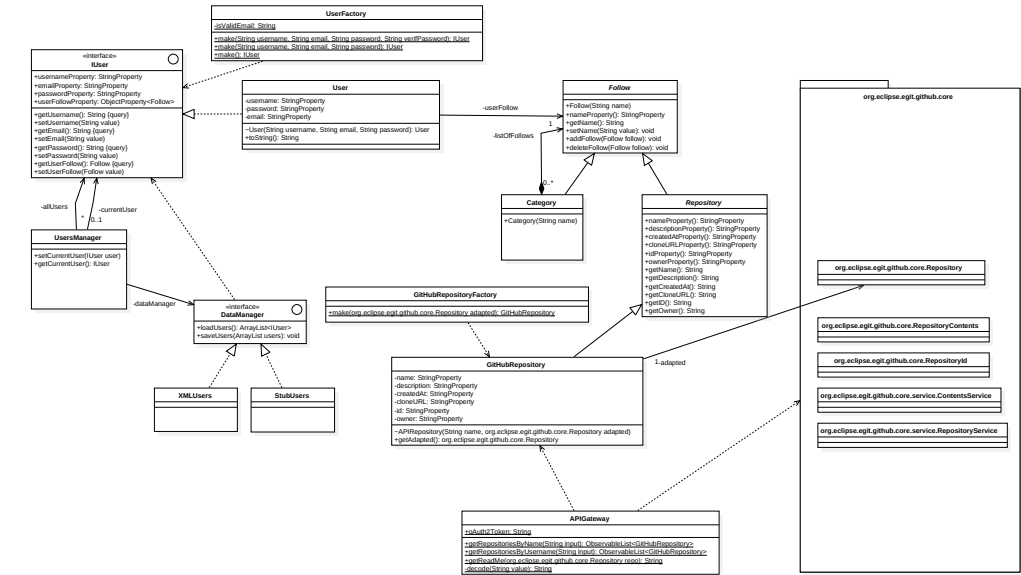 UserFactory
-isValidEmail: String
+make(String username, String email, String password, String verifPassword): IUser
+make(String username, String email, String password): IUser
+make(): IUser
«interface»
IUser
+usernameProperty: StringProperty
+emailProperty: StringProperty
+passwordProperty: StringProperty
+userFollowProperty: ObjectProperty<Follow>
+getUsername(): String {query}
+setUsername(String value)
+getEmail(): String {query}
+setEmail(String value)
+getPassword(): String {query}
+setPassword(String value)
+getUserFollow(): Follow {query}
+setUserFollow(Follow value)
User
-username: StringProperty
-password: StringProperty
-email: StringProperty
~User(String username, String email, String password): User
+toString(): String
-userFollow
1
-listOfFollows
0..*
Follow
+Follow(String name)
+nameProperty(): StringProperty
+getName(): String
+setName(String value): void
+addFollow(Follow follow): void
+deleteFollow(Follow follow): void
org.eclipse.egit.github.core
-allUsers
*
-currentUser
0..1
UsersManager
+setCurrentUser(IUser user)
+getCurrentUser(): IUser
-dataManager
Category
+Category(String name)
Repository
+nameProperty(): StringProperty
+descriptionProperty(): StringProperty
+createdAtProperty(): StringProperty
+cloneURLProperty(): StringProperty
+idProperty(): StringProperty
+ownerProperty(): StringProperty
+getName(): String
+getDescription(): String
+getCreatedAt(): String
+getCloneURL(): String
+getID(): String
+getOwner(): String
«interface»
DataManager
+loadUsers(): ArrayList<IUser>
+saveUsers(ArrayList users): void
GitHubRepositoryFactory
+make(org.eclipse.egit.github.core.Repository adapted): GitHubRepository
XMLUsers
StubUsers
GitHubRepository
-name: StringProperty
-description: StringProperty
-createdAt: StringProperty
-cloneURL: StringProperty
-id: StringProperty
-owner: StringProperty
~APIRepository(String name, org.eclipse.egit.github.core.Repository adapted)
+getAdapted(): org.eclipse.egit.github.core.Repository
1
-adapted
org.eclipse.egit.github.core.Repository
org.eclipse.egit.github.core.RepositoryContents
org.eclipse.egit.github.core.RepositoryId
org.eclipse.egit.github.core.service.ContentsService
org.eclipse.egit.github.core.service.RepositoryService
APIGateway
+oAuth2Token: String
+getRepositoriesByName(String input): ObservableList<GitHubRepository>
+getRepositoriesByUsername(String input): ObservableList<GitHubRepository>
+getReadMe(org.eclipse.egit.github.core.Repository repo): String
-decode(String value): String